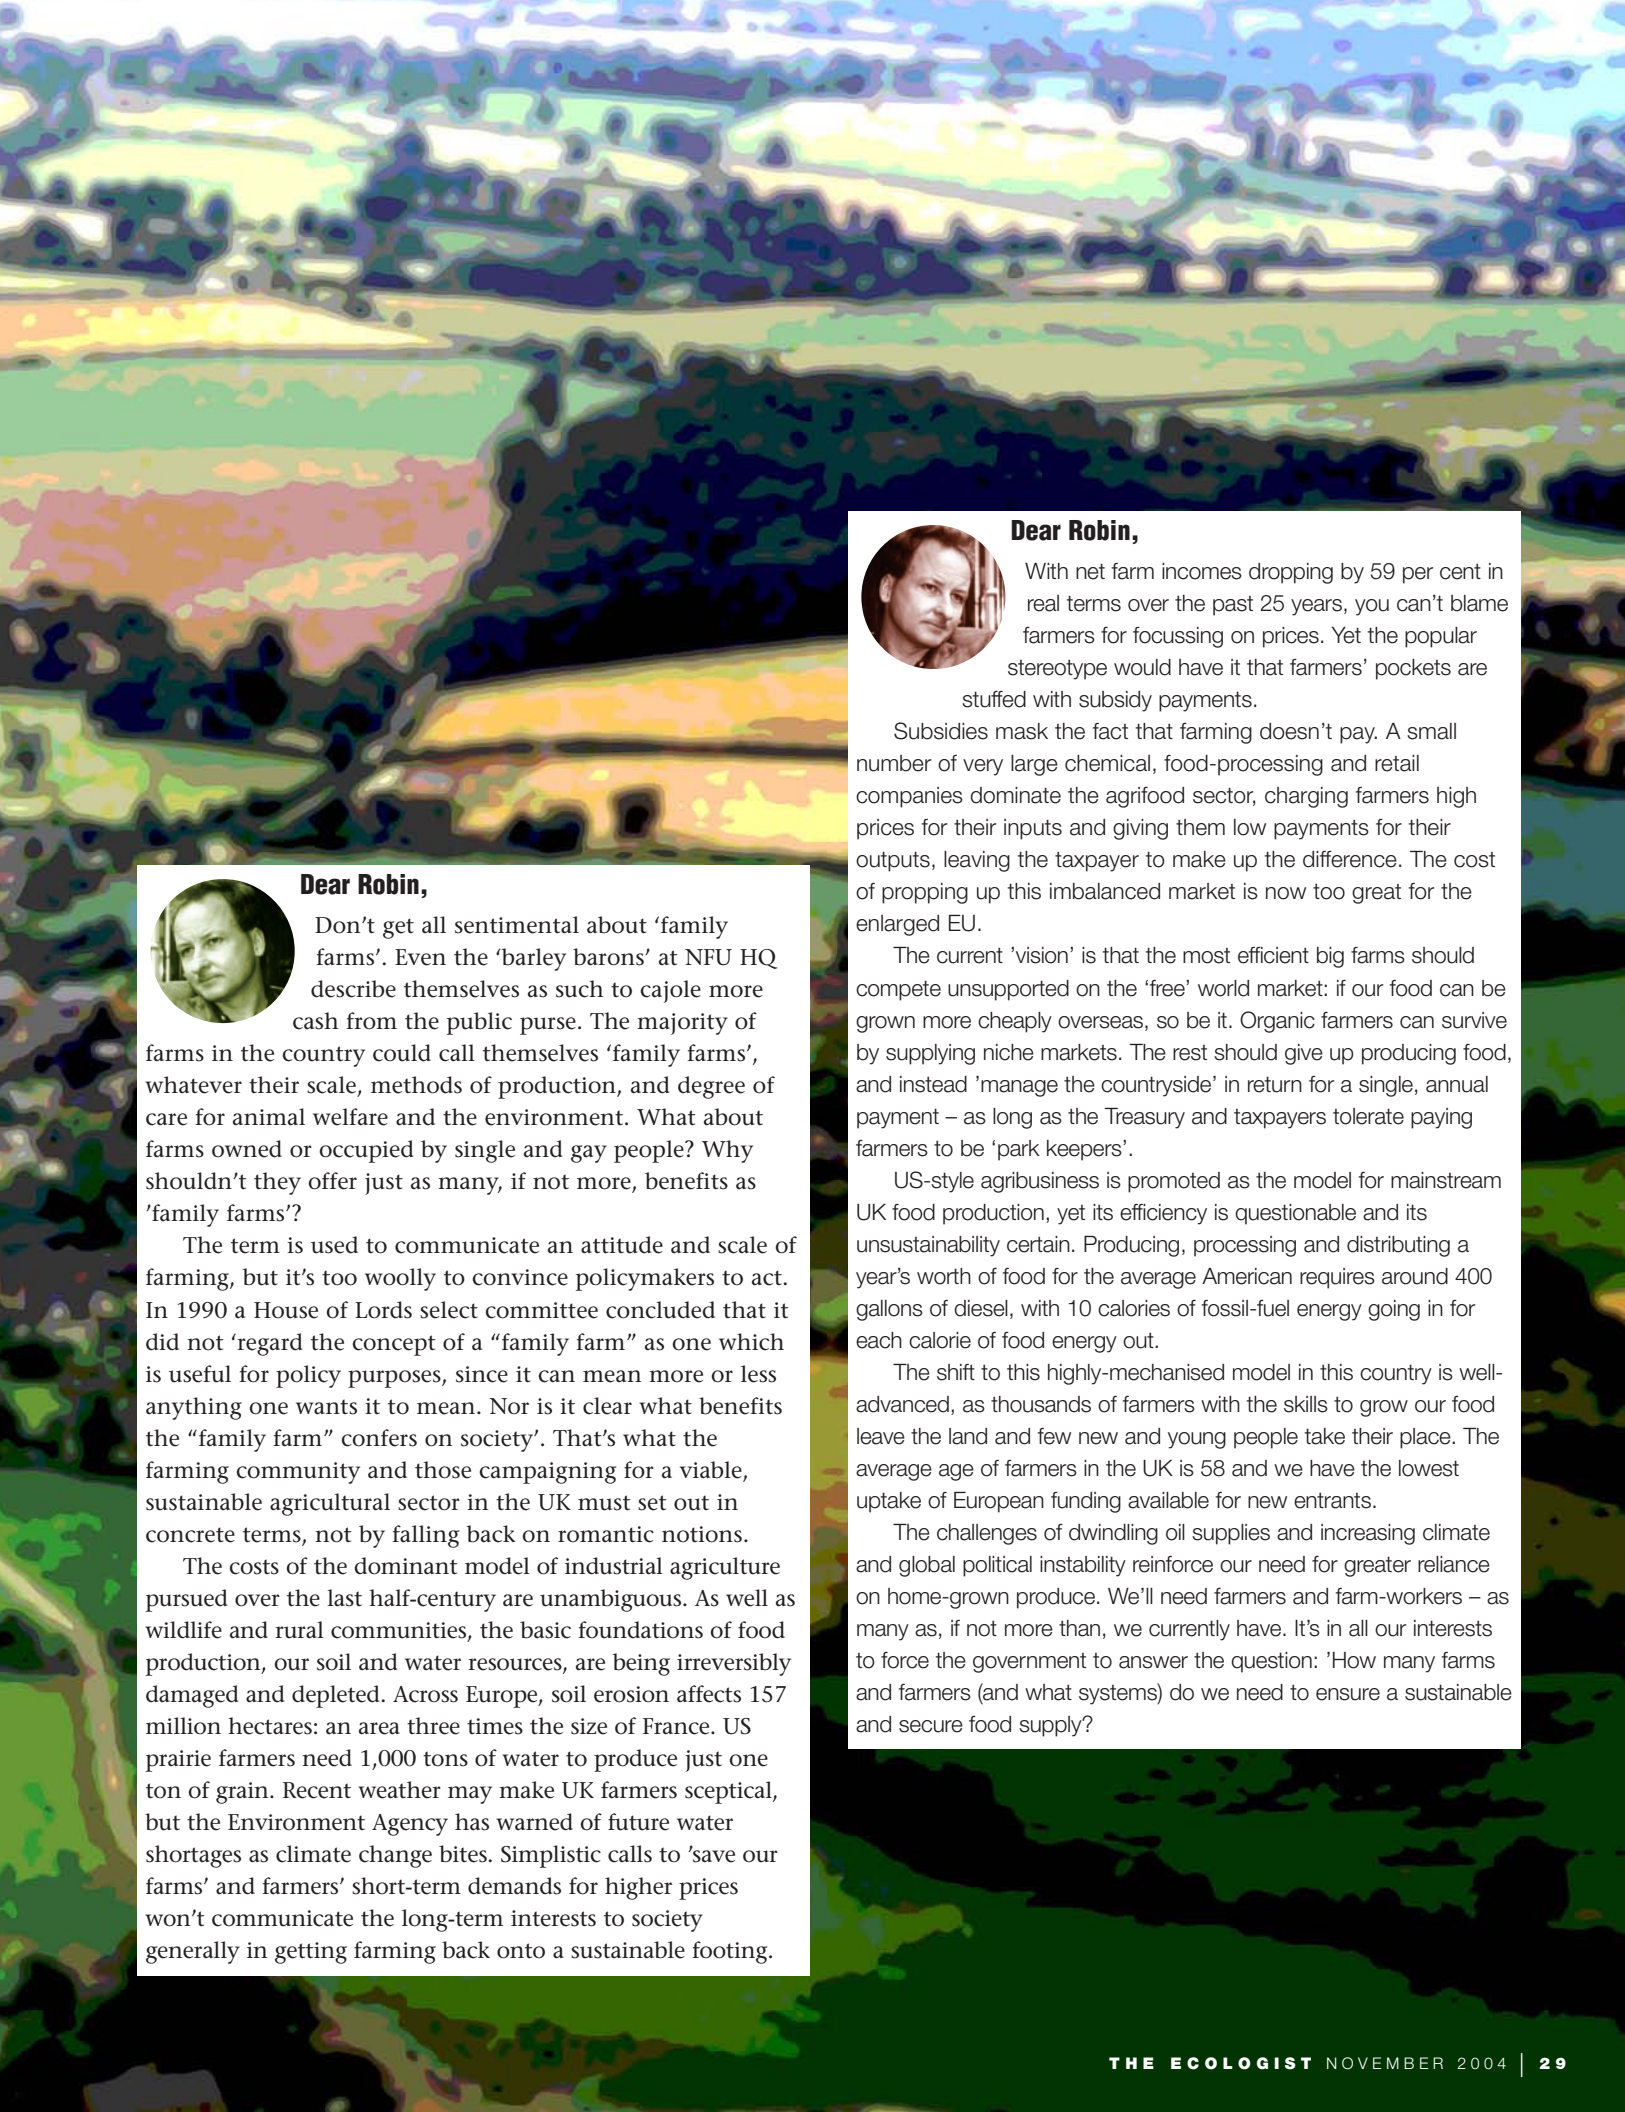 Dear Robin,
Don't get all sentimental about ‘family
farms’. Even the ‘barley barons’ at NFU HQ
describe themselves as such to cajole more
cash from the public purse. The majority of
farms in the country could call themselves ‘family farms’,
whatever their scale, methods of production, and degree of
care for animal welfare and the environment. What about
farms owned or occupied by single and gay people? Why
shouldn’t they offer just as many, if not more, benefits as
’family farms’?
The term is used to communicate an attitude and scale of
farming, but it’s too woolly to convince policymakers to act.
In 1990 a House of Lords select committee concluded that it
did not ‘regard the concept of a “family farm” as one which
is useful for policy purposes, since it can mean more or less
anything one wants it to mean. Nor is it clear what benefits
the “family farm” confers on society’. That’s what the
farming community and those campaigning for a viable,
sustainable agricultural sector in the UK must set out in
concrete terms, not by falling back on romantic notions.
The costs of the dominant model of industrial agriculture
pursued over the last half-century are unambiguous. As well as
wildlife and rural communities, the basic foundations of food
production, our soil and water resources, are being irreversibly
damaged and depleted. Across Europe, soil erosion affects 157
million hectares: an area three times the size of France. US
prairie farmers need 1,000 tons of water to produce just one
ton of grain. Recent weather may make UK farmers sceptical,
but the Environment Agency has warned of future water
shortages as climate change bites. Simplistic calls to ’save our
farms’ and farmers’ short-term demands for higher prices
won’t communicate the long-term interests to society
generally in getting farming back onto a sustainable footing.
Dear Robin,
With net farm incomes dropping by 59 per cent in
real terms over the past 25 years, you can’t blame
farmers for focussing on prices. Yet the popular
stereotype would have it that farmers’ pockets are
stuffed with subsidy payments.
Subsidies mask the fact that farming doesn’t pay. A small
number of very large chemical, food-processing and retail
companies dominate the agrifood sector, charging farmers high
prices for their inputs and giving them low payments for their
outputs, leaving the taxpayer to make up the difference. The cost
of propping up this imbalanced market is now too great for the
enlarged EU.
The current ’vision’ is that the most efficient big farms should
compete unsupported on the ‘free’ world market: if our food can be
grown more cheaply overseas, so be it. Organic farmers can survive
by supplying niche markets. The rest should give up producing food,
and instead ’manage the countryside’ in return for a single, annual
payment – as long as the Treasury and taxpayers tolerate paying
farmers to be ‘park keepers’.
US-style agribusiness is promoted as the model for mainstream
UK food production, yet its efficiency is questionable and its
unsustainability certain. Producing, processing and distributing a
year’s worth of food for the average American requires around 400
gallons of diesel, with 10 calories of fossil-fuel energy going in for
each calorie of food energy out.
The shift to this highly-mechanised model in this country is well-
advanced, as thousands of farmers with the skills to grow our food
leave the land and few new and young people take their place. The
average age of farmers in the UK is 58 and we have the lowest
uptake of European funding available for new entrants.
The challenges of dwindling oil supplies and increasing climate
and global political instability reinforce our need for greater reliance
on home-grown produce. We’ll need farmers and farm-workers – as
many as, if not more than, we currently have. It’s in all our interests
to force the government to answer the question: ’How many farms
and farmers (and what systems) do we need to ensure a sustainable
and secure food supply?
THE ECOLOGIST NOVEMBER 2004 | 29